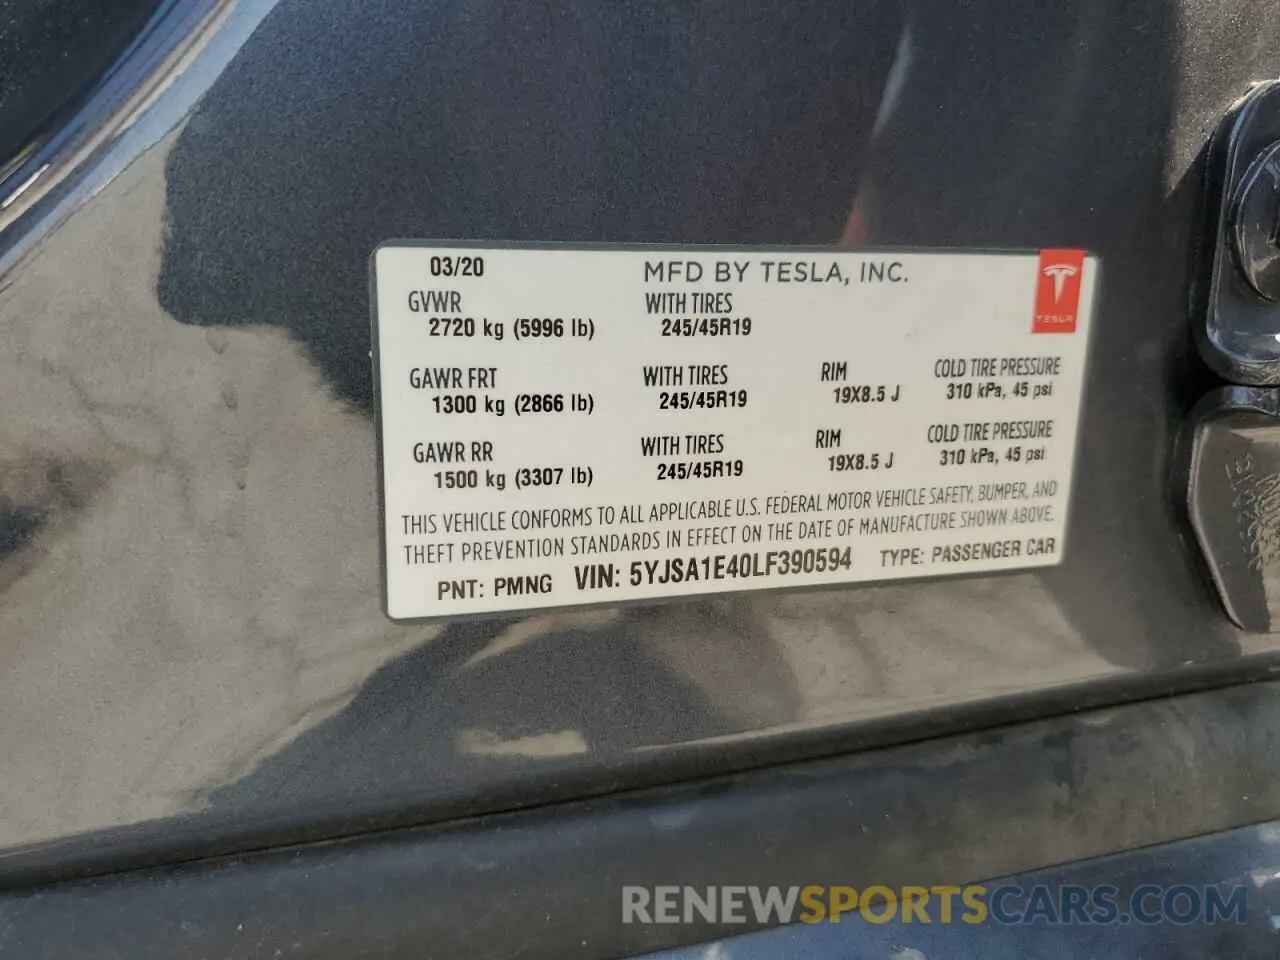 03/20 MFD BY TESLA, INC.
TESLA
GVWR WITH TIRES
2720 kg (5996 lb) 245/45R19
GAWR FRT WITH TIRES RIM COLD TIRE PRESSURE
1300 kg (2866 lb) 245/45R19 19X8.5 J 310 kPa, 45 psi
GAWR RR WITH TIRES RIM COLD TIRE PRESSURE
1500 kg (3307 lb) 245/45R19 19X8.5 J 310 kPa, 45 psi
THIS VEHICLE CONFORMS TO ALL APPLICABLE U.S. FEDERAL MOTOR VEHICLE SAFETY, BUMPER, AND
THEFT PREVENTION STANDARDS IN EFFECT ON THE DATE OF MANUFACTURE SHOWN ABOVE.
PNT: PMNG VIN: 5YJSA1E40LF390594 TYPE: PASSENGER CAR
RENEWSPORTSCARS.COM